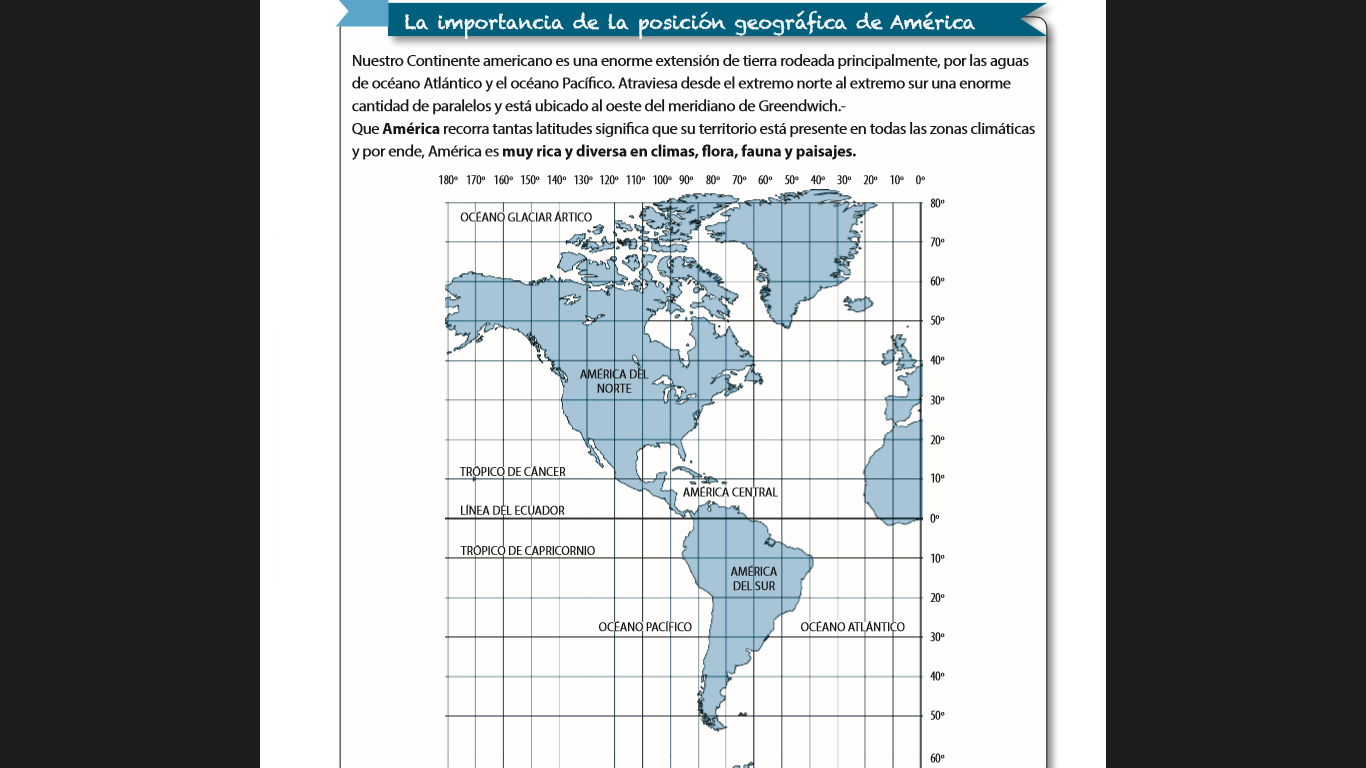 La importancia de la posición geográfica de América
Nuestro Continente americano es una enorme extensión de tierra rodeada principalmente, por las aguas
de océano Atlántico y el océano Pacífico. Atraviesa desde el extremo norte al extremo sur una enorme
cantidad de paralelos y está ubicado al oeste del meridiano de Greendwich.-
Que América recorra tantas latitudes significa que su territorio está presente en todas las zonas climáticas
y por ende, América es muy rica y diversa en climas, flora, fauna y paisajes.
180º 170º 160º 150º 140º 130º 120º 110º 100º 90º 80º 70º 60º 50º 40º 30º 20º 10º 0º
80º
OCÉANO GLACIAR ÁRTICO
70º
60º
50º
40º
AMÉRICA DEL
NORTE
30º
20º
TRÓPICO DE CÁNCER
10º
AMÉRICA CENTRAL
LÍNEA DEL ECUADOR
0º
TRÓPICO DE CAPRICORNIO
10º
AMÉRICA
DEL SUR
20º
OCÉANO PACÍFICO
OCÉANO ATLÁNTICO
30º
40º
50º
60º